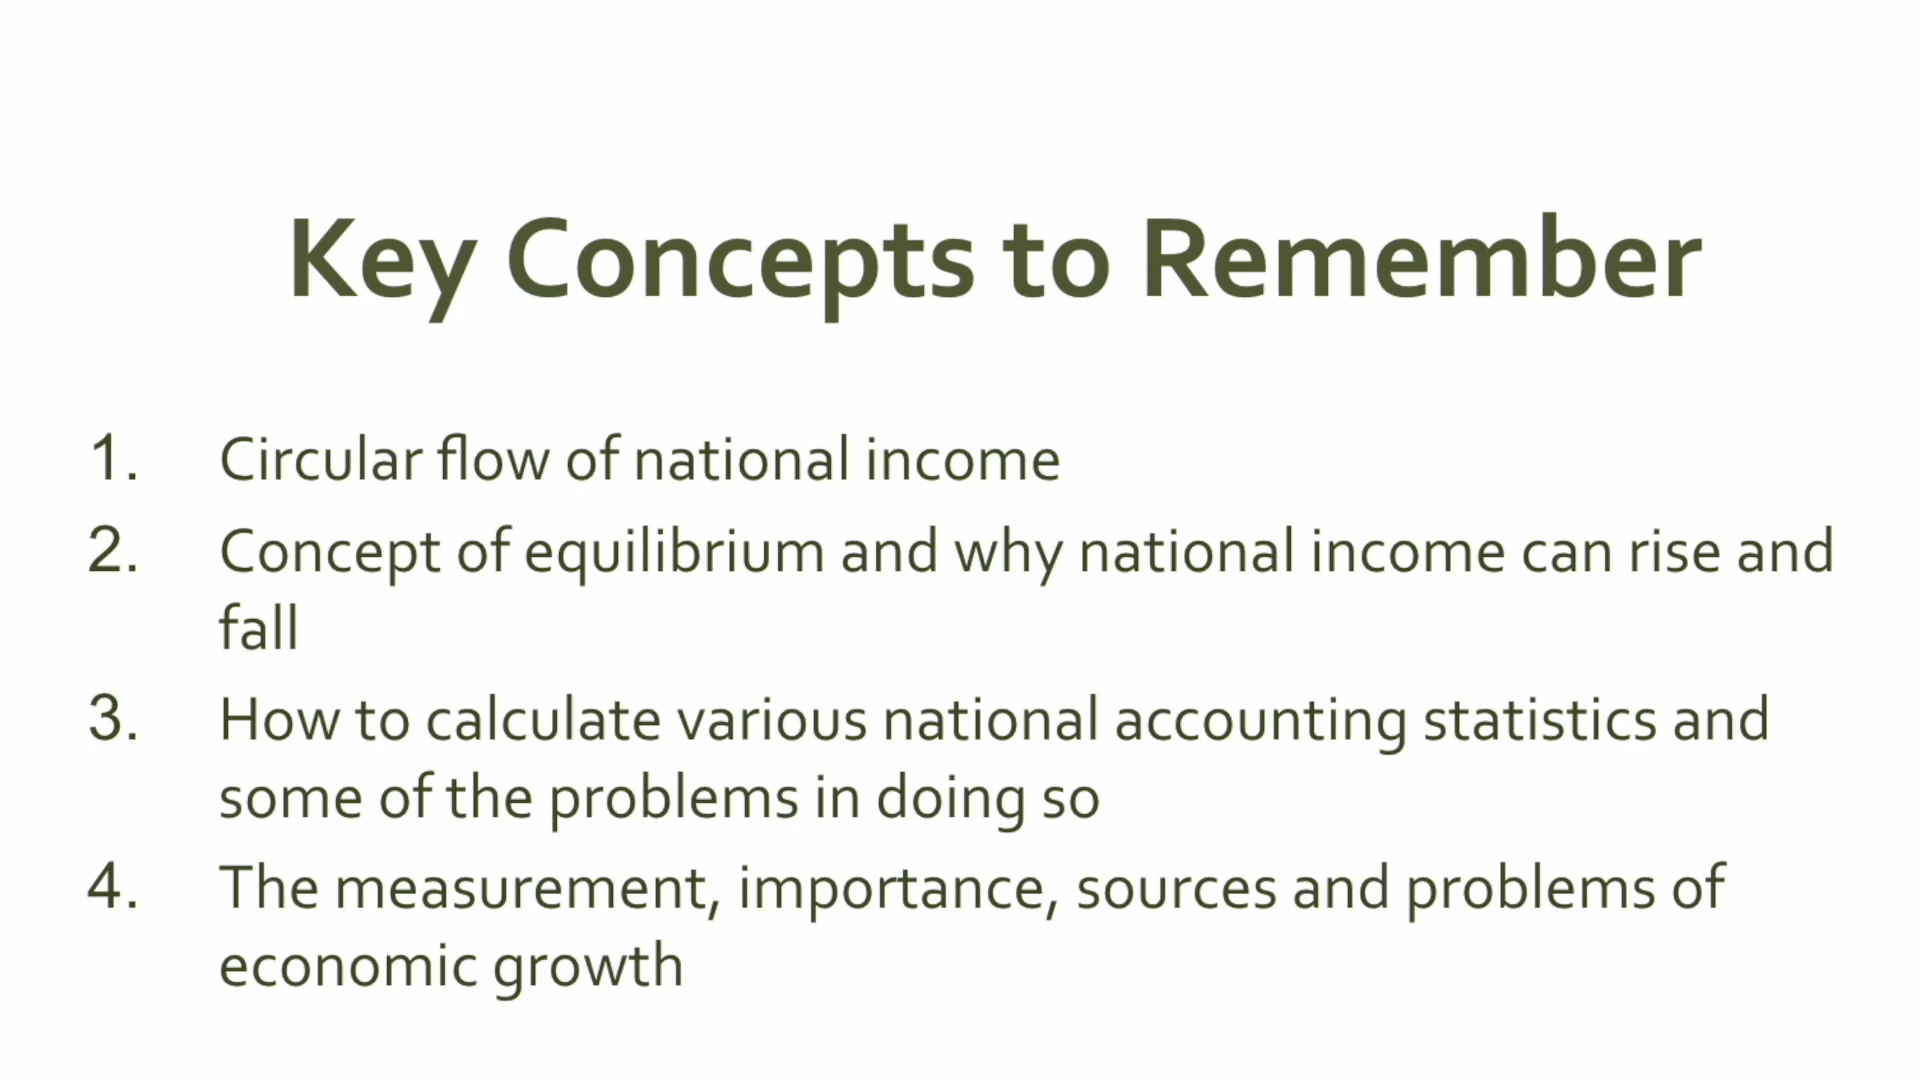 Key Concepts to Remember
1. Circular flow of national income
2. Concept of equilibrium and why national income can rise and
fall
3. How to calculate various national accounting statistics and
some of the problems in doing so
4. The measurement, importance, sources and problems of
economic growth